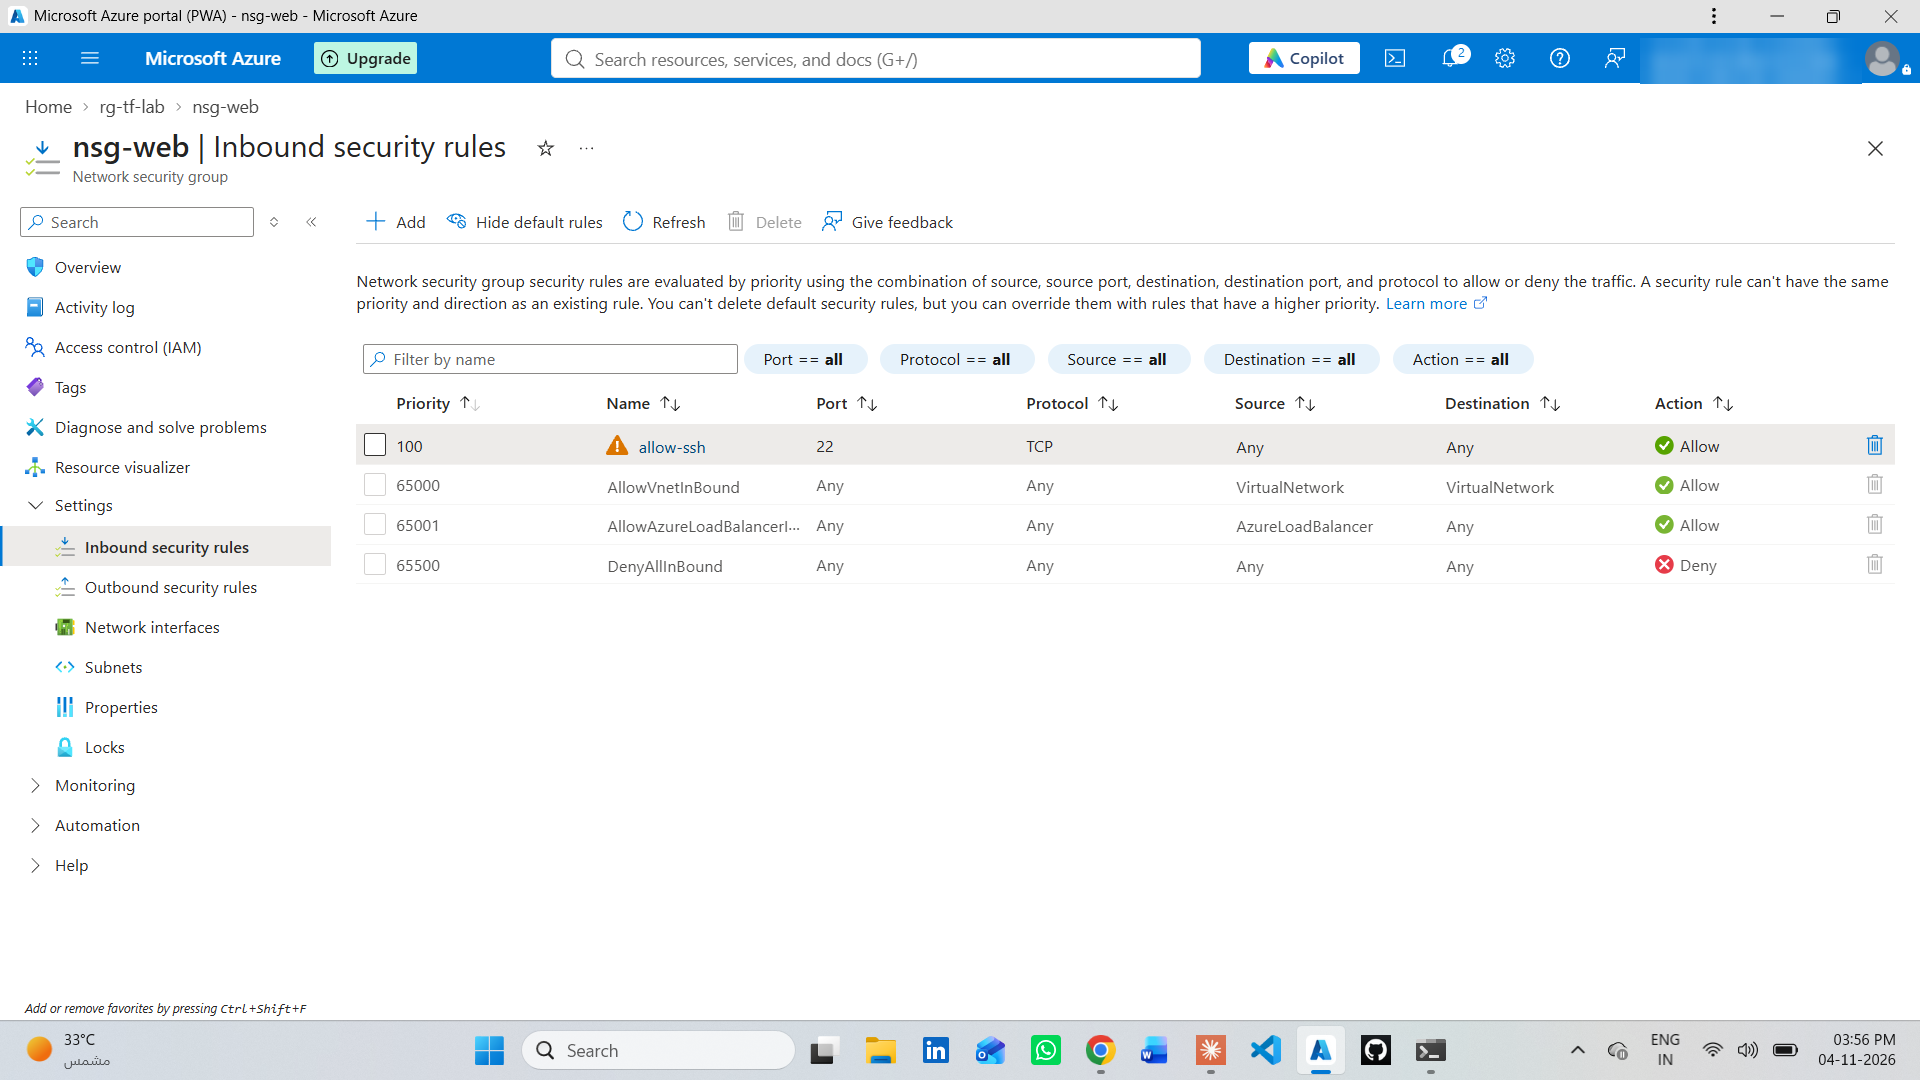 Microsoft Azure portal (PWA) - nsg-web - Microsoft Azure
Microsoft Azure
Upgrade
Search resources, services, and docs (G+/)
Copilot
2
Home > rg-tf-lab > nsg-web
nsg-web | Inbound security rules
Network security group
Search
Add
Hide default rules
Refresh
Delete
Give feedback
Overview
Activity log
Access control (IAM)
Tags
Diagnose and solve problems
Resource visualizer
Settings
Inbound security rules
Outbound security rules
Network interfaces
Subnets
Properties
Locks
Monitoring
Automation
Help
Add or remove favorites by pressing Ctrl+Shift+F
Network security group security rules are evaluated by priority using the combination of source, source port, destination, destination port, and protocol to allow or deny the traffic. A security rule can't have the same
priority and direction as an existing rule. You can't delete default security rules, but you can override them with rules that have a higher priority. Learn more
Filter by name
Port == all
Protocol == all
Source == all
Destination == all
Action == all
Priority Name Port Protocol Source Destination Action
100 allow-ssh 22 TCP Any Any Allow
65000 AllowVnetInBound Any Any VirtualNetwork VirtualNetwork Allow
65001 AllowAzureLoadBalancerI... Any Any AzureLoadBalancer Any Allow
65500 DenyAllInBound Any Any Any Any Deny
33°C
مشمس
Search
ENG
IN
03:56 PM
04-11-2026